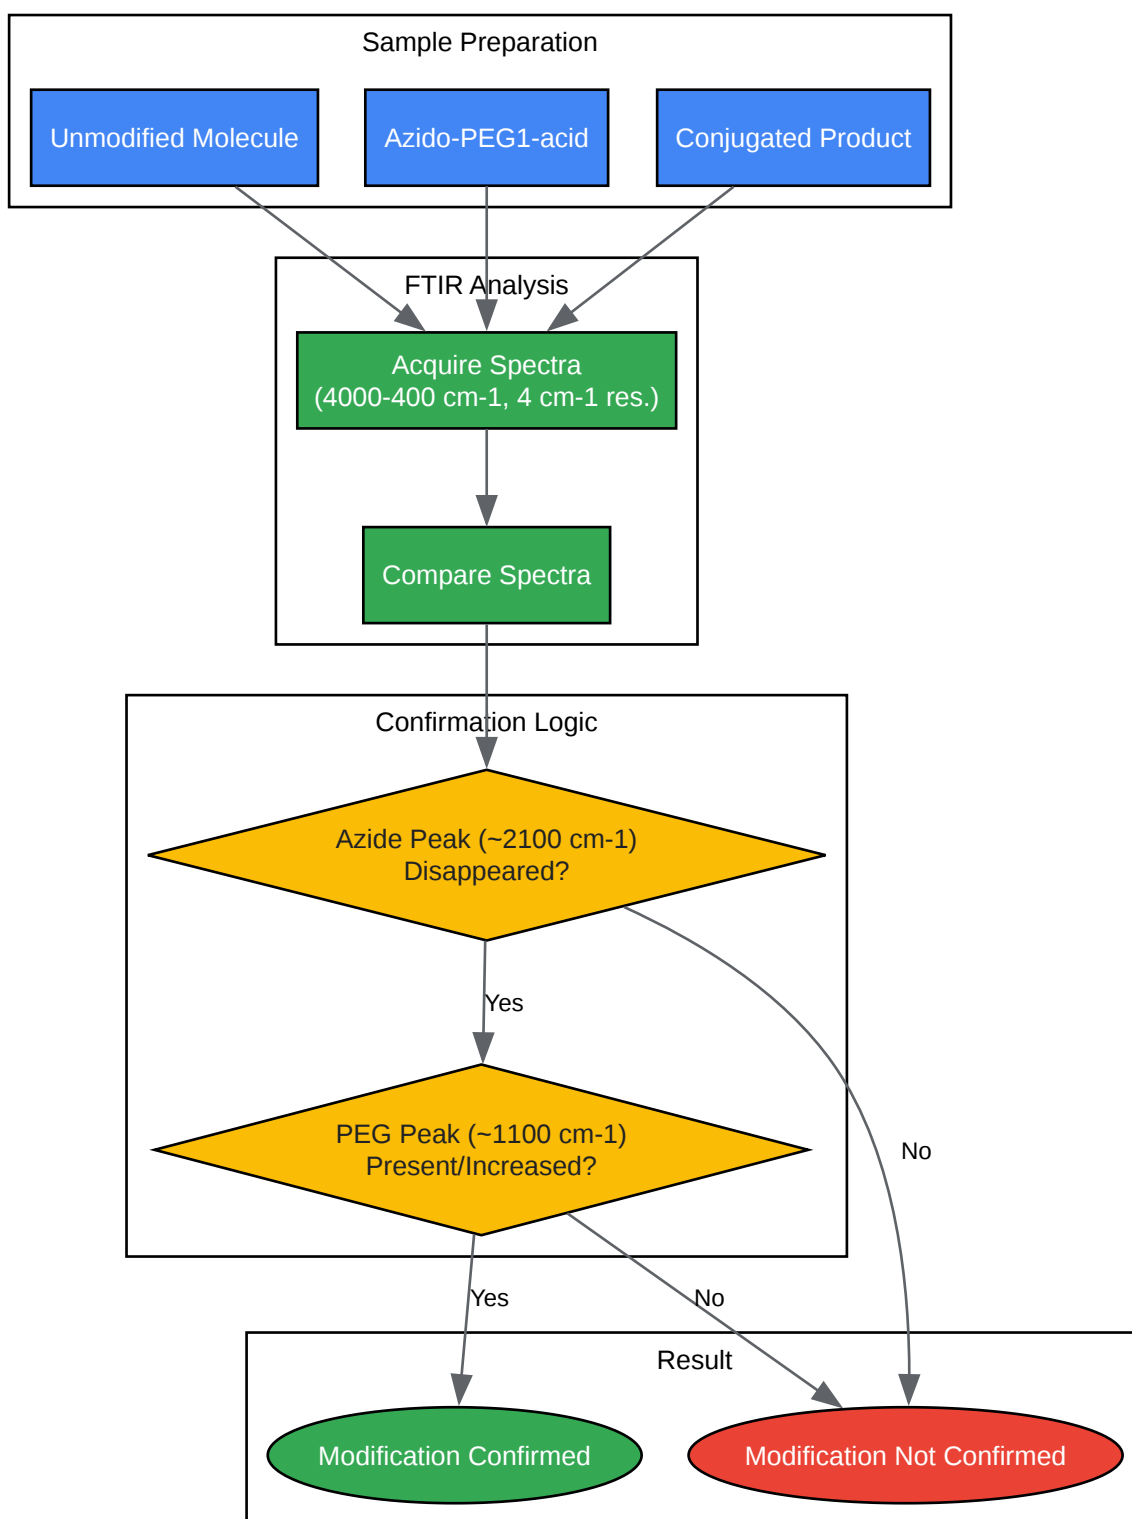 Sample Preparation
Unmodified Molecule
Azido-PEG1-acid
Conjugated Product
FTIR Analysis
Acquire Spectra
(4000-400 cm-1, 4 cm-1 res.)
Compare Spectra
Confirmation Logic
Azide Peak (~2100 cm-1)
Disappeared?
Yes
PEG Peak (~1100 cm-1)
Present/Increased?
No
Yes
No
Result
Modification Confirmed
Modification Not Confirmed